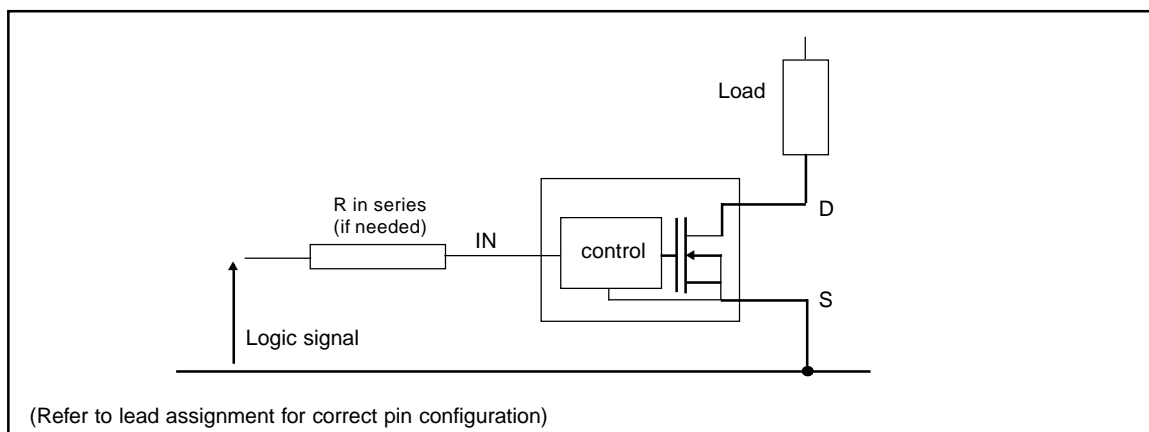 Load
R in series
(if needed)
IN
D
control
S
Logic signal
(Refer to lead assignment for correct pin configuration)